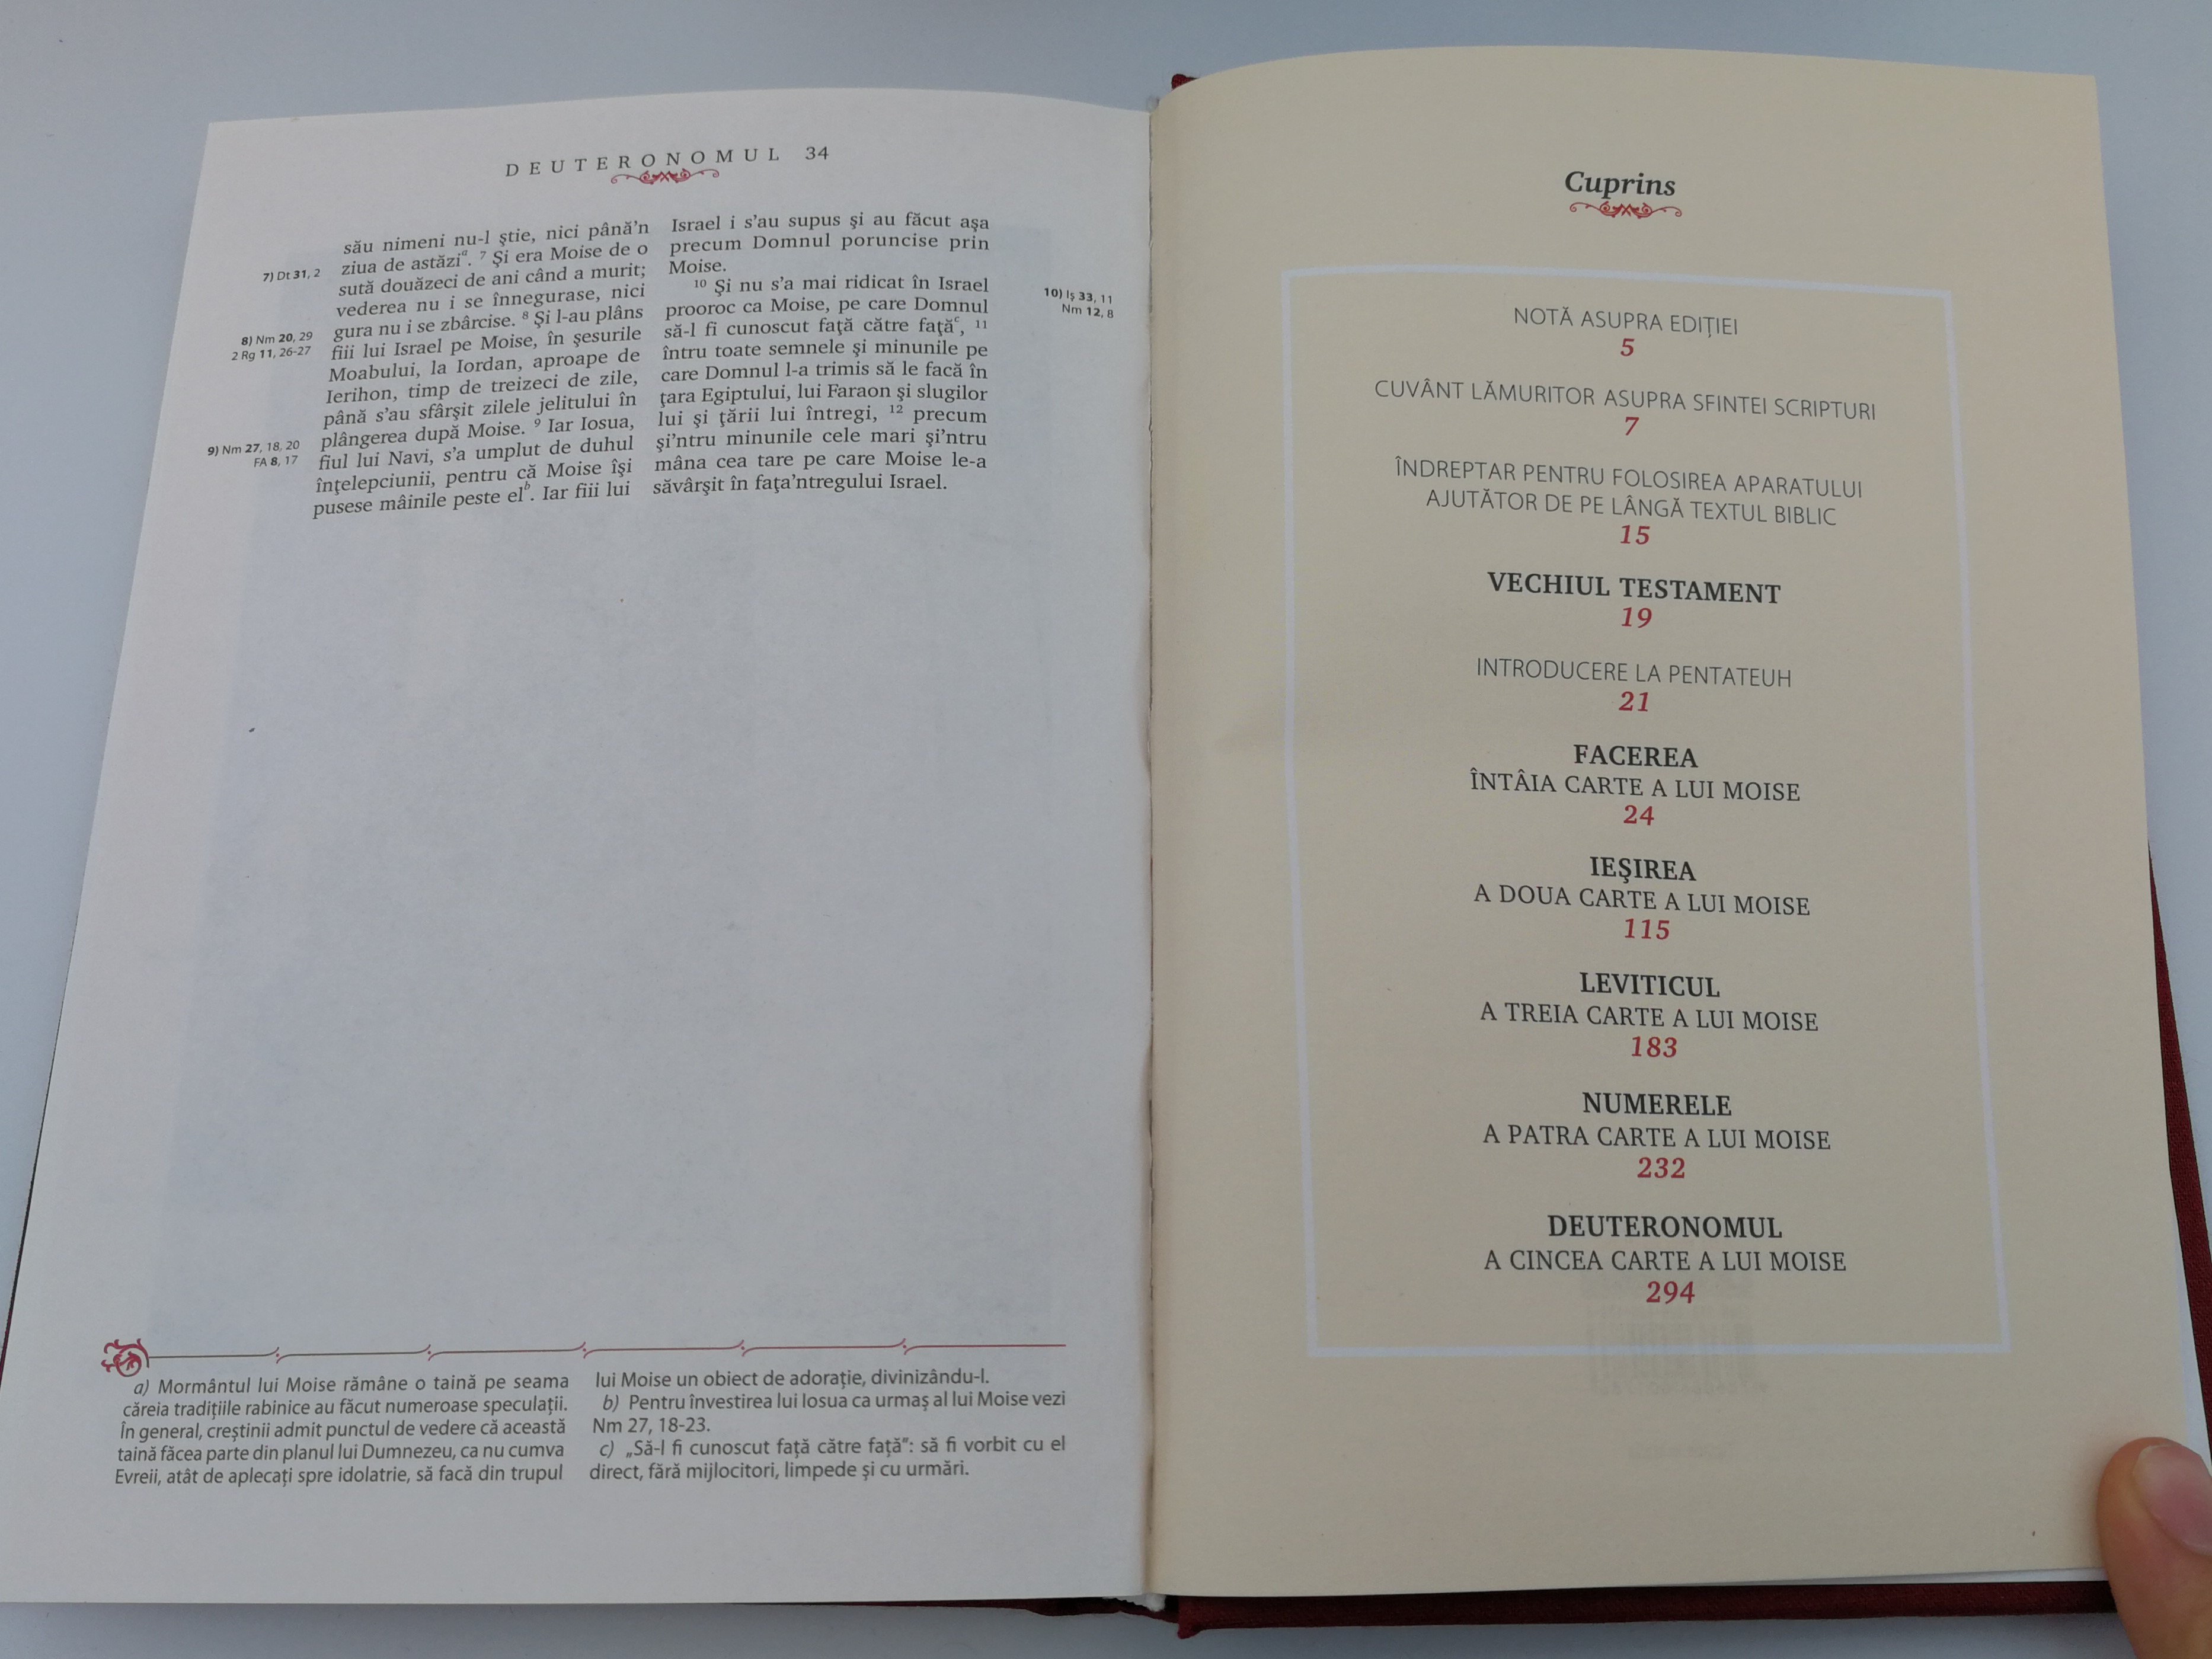 DEUTERONOMUL 34
7) Dt 31, 2
8) Nm 20, 29
2 Rg 11, 26-27
9) Nm 27, 18, 20
FA 8, 17
său nimeni nu-l ştie, nici până’n
ziua de astăziᵃ. ⁷ Şi era Moise de o
sută douăzeci de ani când a murit;
vederea nu i se înnegurase, nici
gura nu i se zbârcise. ⁸ Şi l-au plâns
fiii lui Israel pe Moise, în şesurile
Moabului, la Iordan, aproape de
Ierihon, timp de treizeci de zile,
până s’au sfârşit zilele jelitului în
plângerea după Moise. ⁹ Iar Iosua,
fiul lui Navi, s’a umplut de duhul
înţelepciunii, pentru că Moise îşi
pusese mâinile peste elᵇ. Iar fiii lui
Israel i s’au supus şi au făcut aşa
precum Domnul poruncise prin
Moise.
¹⁰ Şi nu s’a mai ridicat în Israel
prooroc ca Moise, pe care Domnul
să-l fi cunoscut faţă către faţăᶜ, ¹¹
întru toate semnele şi minunile pe
care Domnul l-a trimis să le facă în
ţara Egiptului, lui Faraon şi slugilor
lui şi ţării lui întregi, ¹² precum
şi’ntru minunile cele mari şi’ntru
mâna cea tare pe care Moise le-a
săvârşit în faţa’ntregului Israel.
10) Iş 33, 11
Nm 12, 8
a) Mormântul lui Moise rămâne o taină pe seama
căreia tradiţiile rabinice au făcut numeroase speculaţii.
În general, creştinii admit punctul de vedere că această
taină făcea parte din planul lui Dumnezeu, ca nu cumva
Evreii, atât de aplecaţi spre idolatrie, să facă din trupul
lui Moise un obiect de adoraţie, divinizându-l.
b) Pentru învestirea lui Iosua ca urmaş al lui Moise vezi
Nm 27, 18-23.
c) „Să-l fi cunoscut faţă către faţă“: să fi vorbit cu el
direct, fără mijlocitori, limpede şi cu urmări.
Cuprins
NOTĂ ASUPRA EDIŢIEI
5
CUVÂNT LĂMURITOR ASUPRA SFINTEI SCRIPTURI
7
ÎNDREPTAR PENTRU FOLOSIREA APARATULUI
AJUTĂTOR DE PE LÂNGĂ TEXTUL BIBLIC
15
VECHIUL TESTAMENT
19
INTRODUCERE LA PENTATEUH
21
FACEREA
ÎNTÂIA CARTE A LUI MOISE
24
IEŞIREA
A DOUA CARTE A LUI MOISE
115
LEVITICUL
A TREIA CARTE A LUI MOISE
183
NUMERELE
A PATRA CARTE A LUI MOISE
232
DEUTERONOMUL
A CINCEA CARTE A LUI MOISE
294